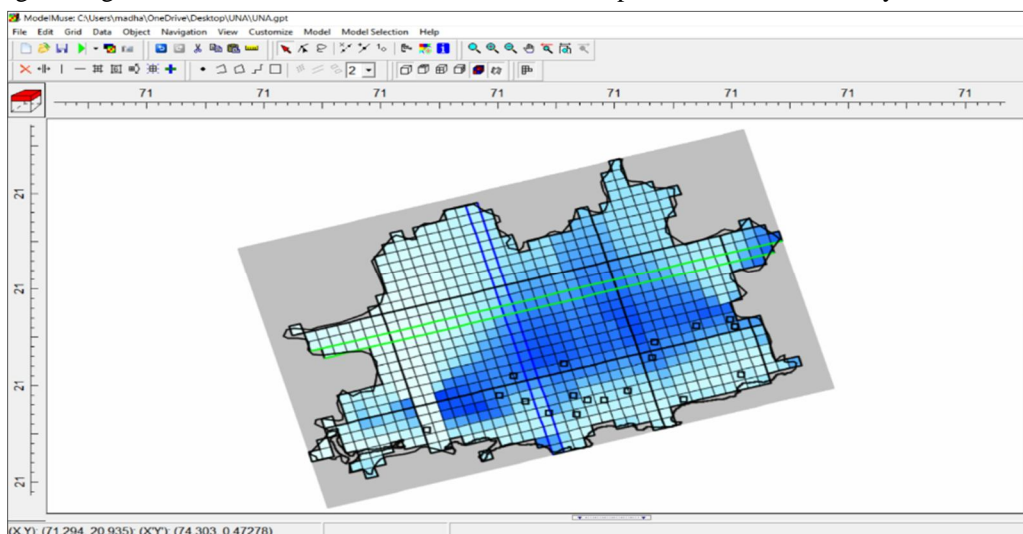 ModelMuse: C:\Users\madha\OneDrive\Desktop\UNA\UNA.gpt
File Edit Grid Data Object Navigation View Customize Model Model Selection Help
2
71 71 71 71 71 71 71 71
21
21
21
21
(X,Y): (71.294, 20.935); (X',Y'): (74.303, 0.47278)